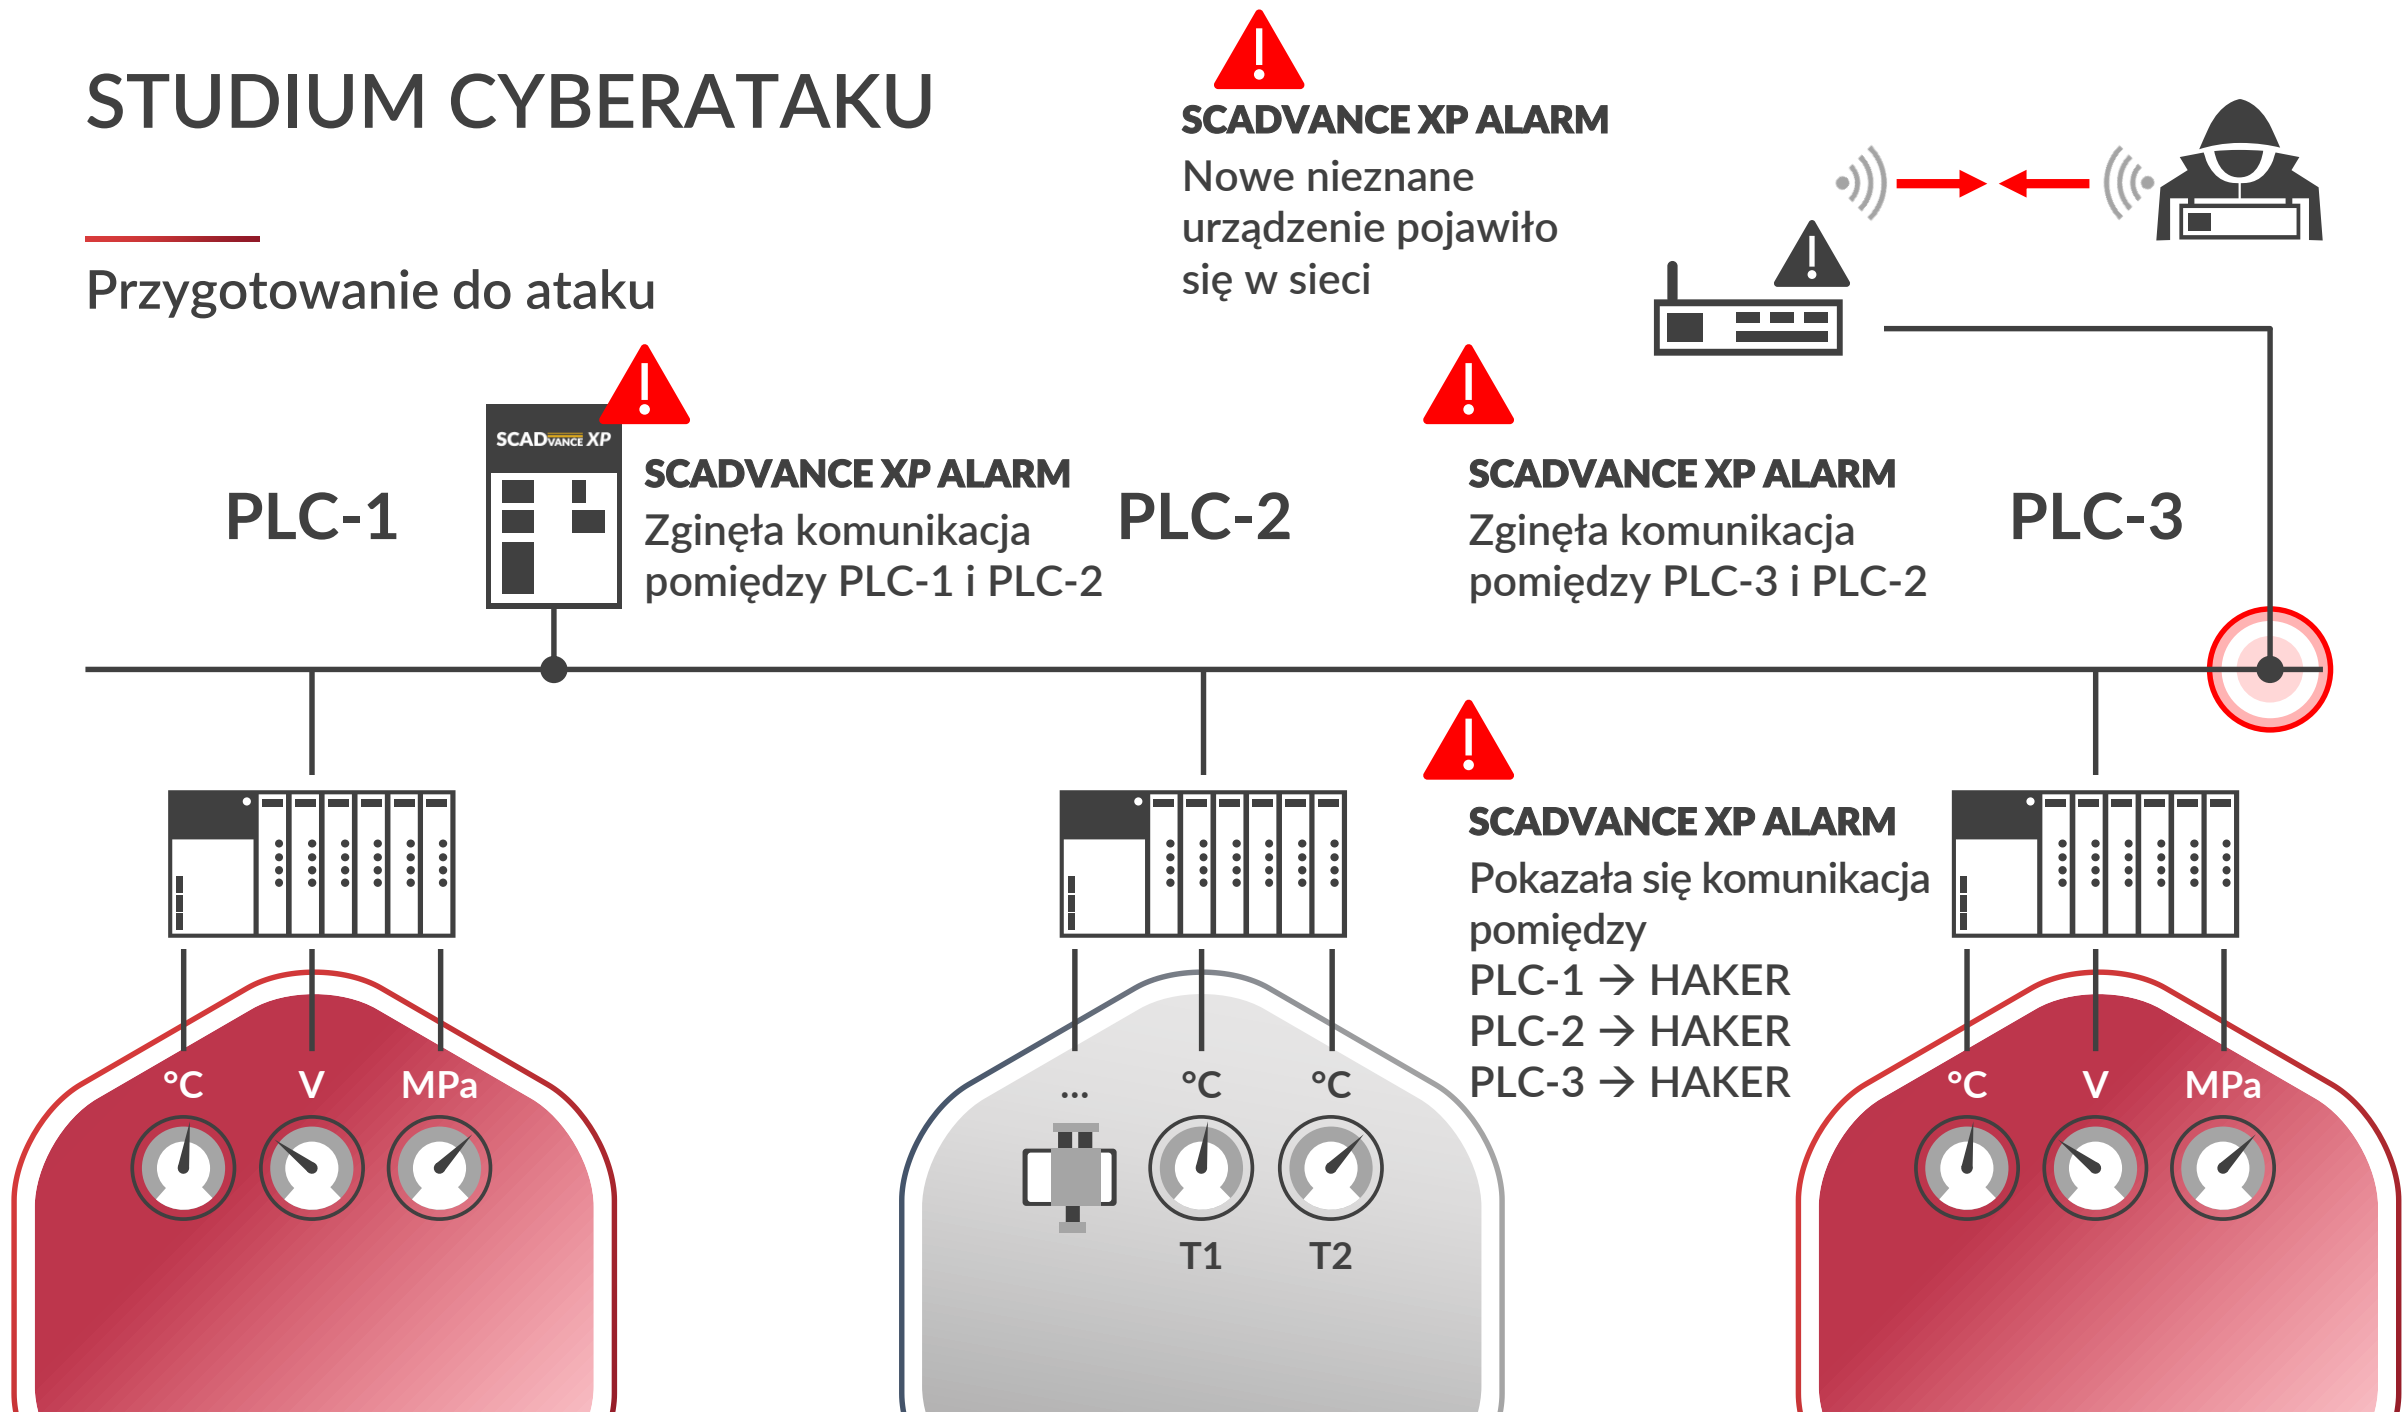 STUDIUM CYBERATAKU
Przygotowanie do ataku
SCADVANCE XP ALARM
Nowe nieznane
urządzenie pojawiło
się w sieci
PLC-1
SCADVANCE XP
SCADVANCE XP ALARM
Zginęła komunikacja
pomiędzy PLC-1 i PLC-2
PLC-2
SCADVANCE XP ALARM
Zginęła komunikacja
pomiędzy PLC-3 i PLC-2
PLC-3
SCADVANCE XP ALARM
Pokazała się komunikacja
pomiędzy
PLC-1 → HAKER
PLC-2 → HAKER
PLC-3 → HAKER
°C V MPa
... °C °C
T1 T2
°C V MPa